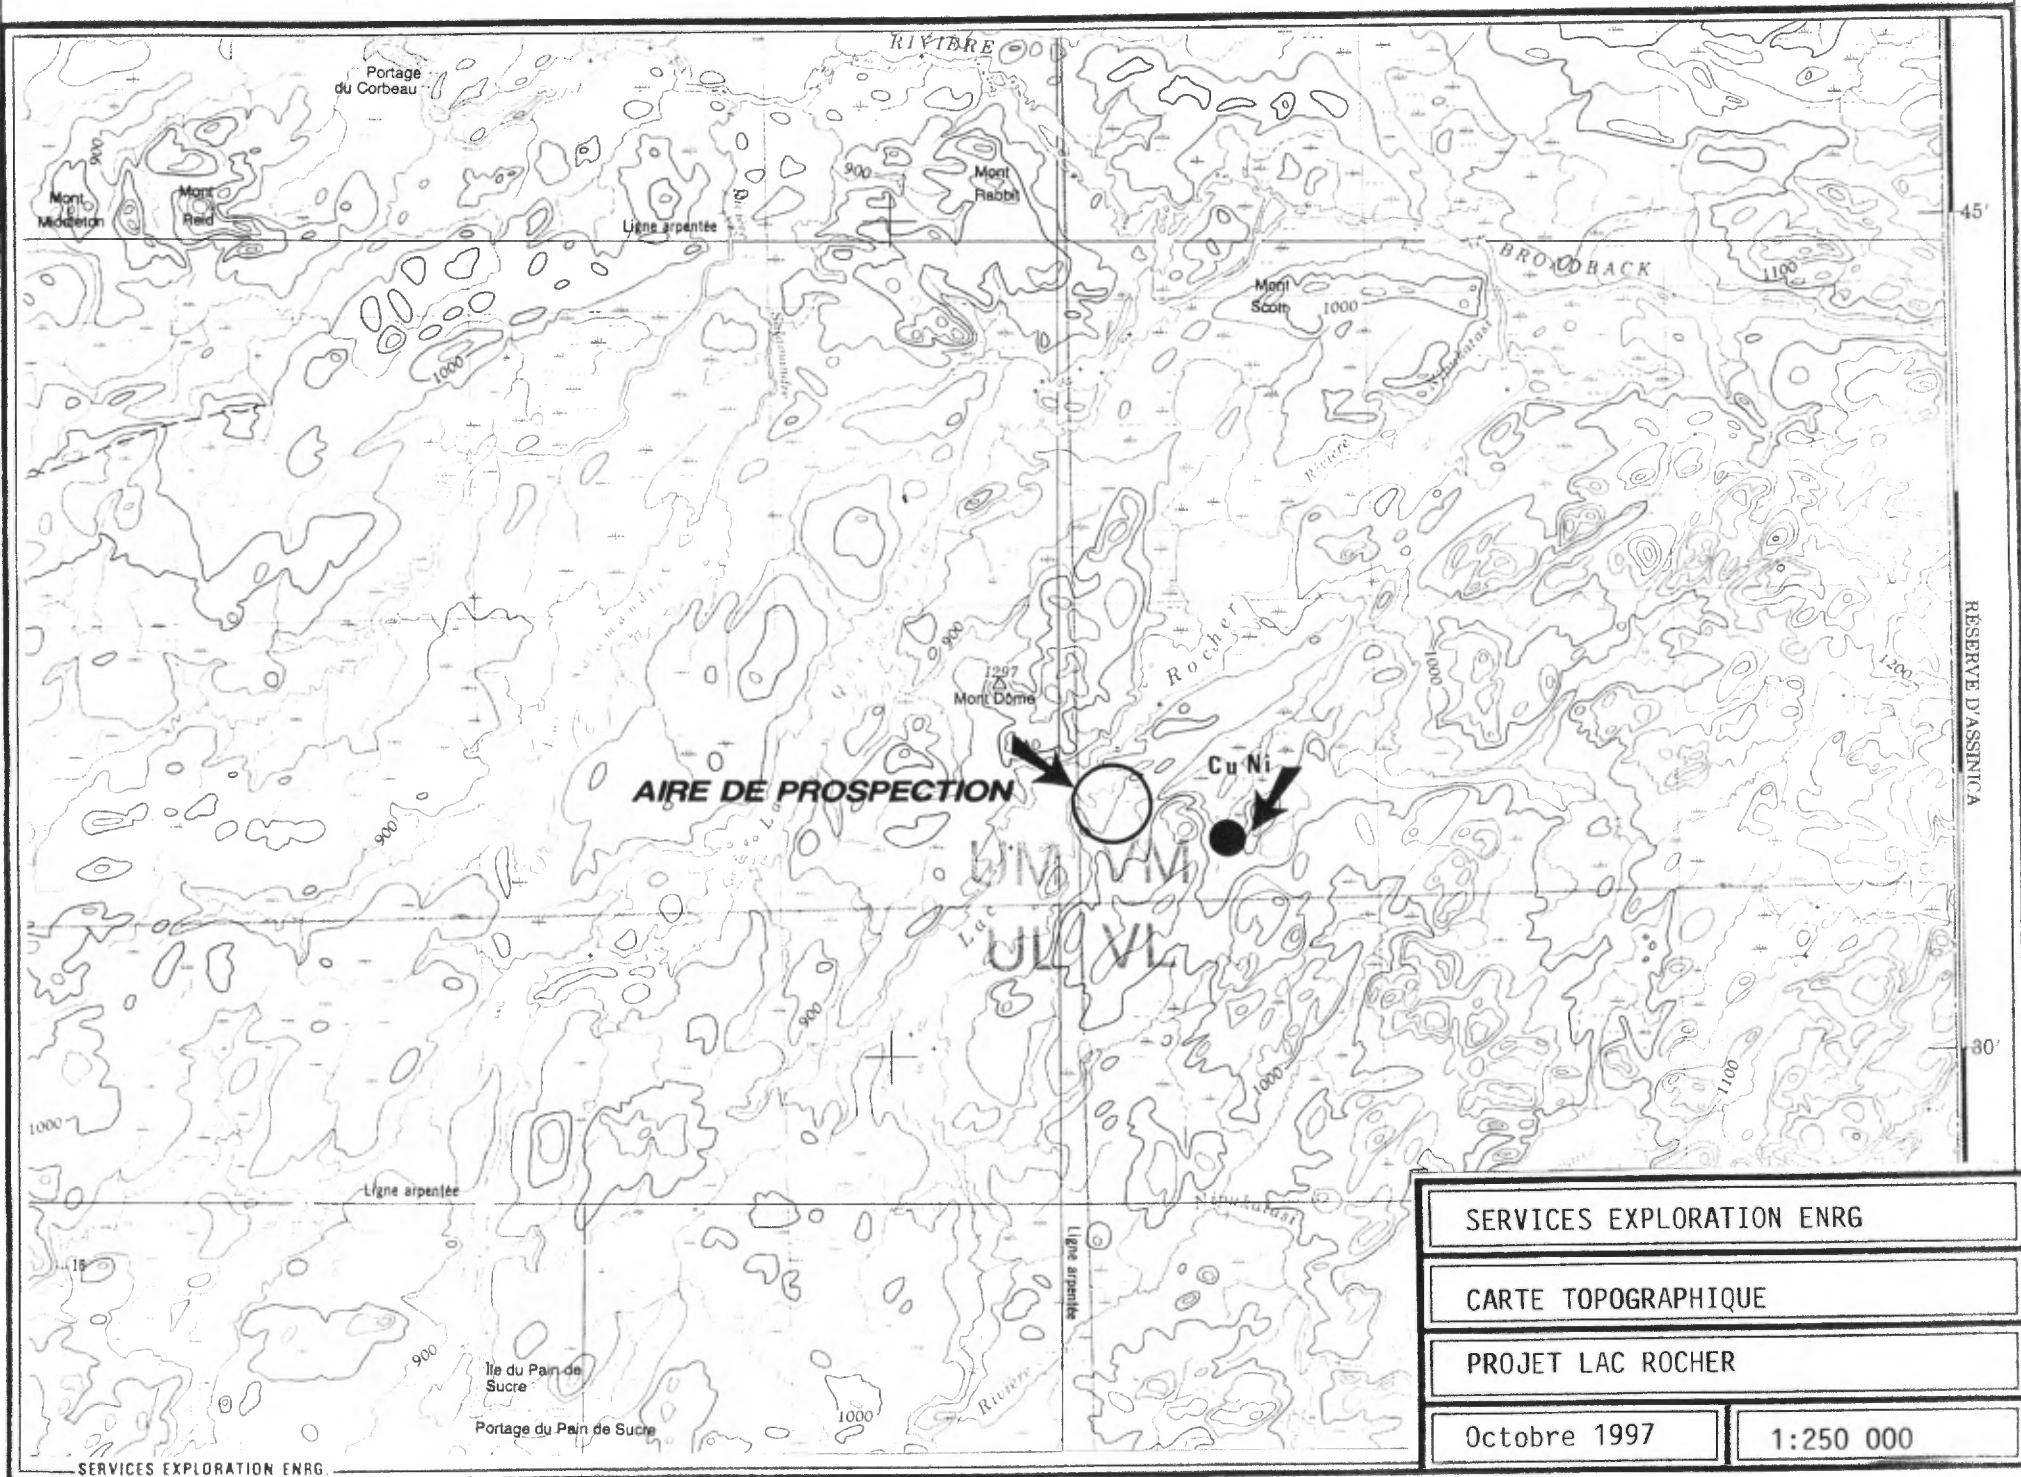 RIVIÈRE
Portage
du Corbeau
900
Mont
Middleton
Mont
Reid
Ligne arpentée
900
Mont
Rabbit
45'
BROADBACK
1100
Mont
Scott
1000
1000
Rivière
900
1297
Mont Dôme
Rocher
1000
1200
RÉSERVE D'ASSINICA
Cu Ni
AIRE DE PROSPECTION
900
UM VM
Lac
UL VL
900
30'
1000
1100
1000
Ligne arpentée
Ligne arpentée
900
Ile du Pain de
Sucre
Rivière
1000
Portage du Pain de Sucre
SERVICES EXPLORATION ENRG
CARTE TOPOGRAPHIQUE
PROJET LAC ROCHER
Octobre 1997
1:250 000
SERVICES EXPLORATION ENRG.